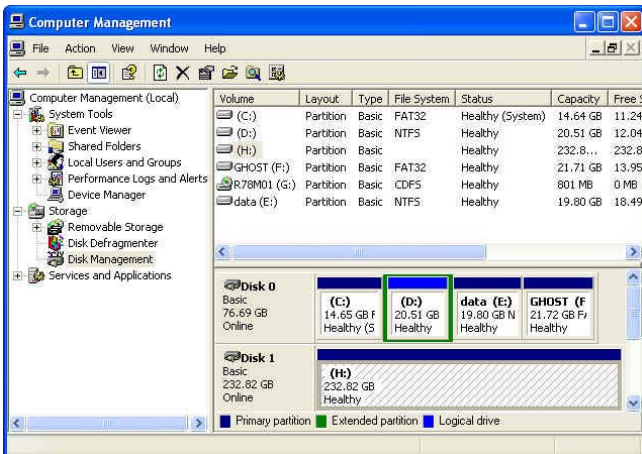 Computer Management
File Action View Window Help
Computer Management (Local)
System Tools
Event Viewer
Shared Folders
Local Users and Groups
Performance Logs and Alerts
Device Manager
Storage
Removable Storage
Disk Defragmenter
Disk Management
Services and Applications
Volume Layout Type File System Status Capacity Free S
(C:) Partition Basic FAT32 Healthy (System) 14.64 GB 11.24
(D:) Partition Basic NTFS Healthy 20.51 GB 12.04
(H:) Partition Basic Healthy 232.8... 232.8
GHOST (F:) Partition Basic FAT32 Healthy 21.71 GB 13.95
R78M01 (G:) Partition Basic CDFS Healthy 801 MB 0 MB
data (E:) Partition Basic NTFS Healthy 19.80 GB 18.49
Disk 0
Basic
76.69 GB
Online
(C:)
14.65 GB F
Healthy (S
(D:)
20.51 GB
Healthy
data (E:)
19.80 GB N
Healthy
GHOST (F
21.72 GB FA
Healthy
Disk 1
Basic
232.82 GB
Online
(H:)
232.82 GB
Healthy
Primary partition Extended partition Logical drive